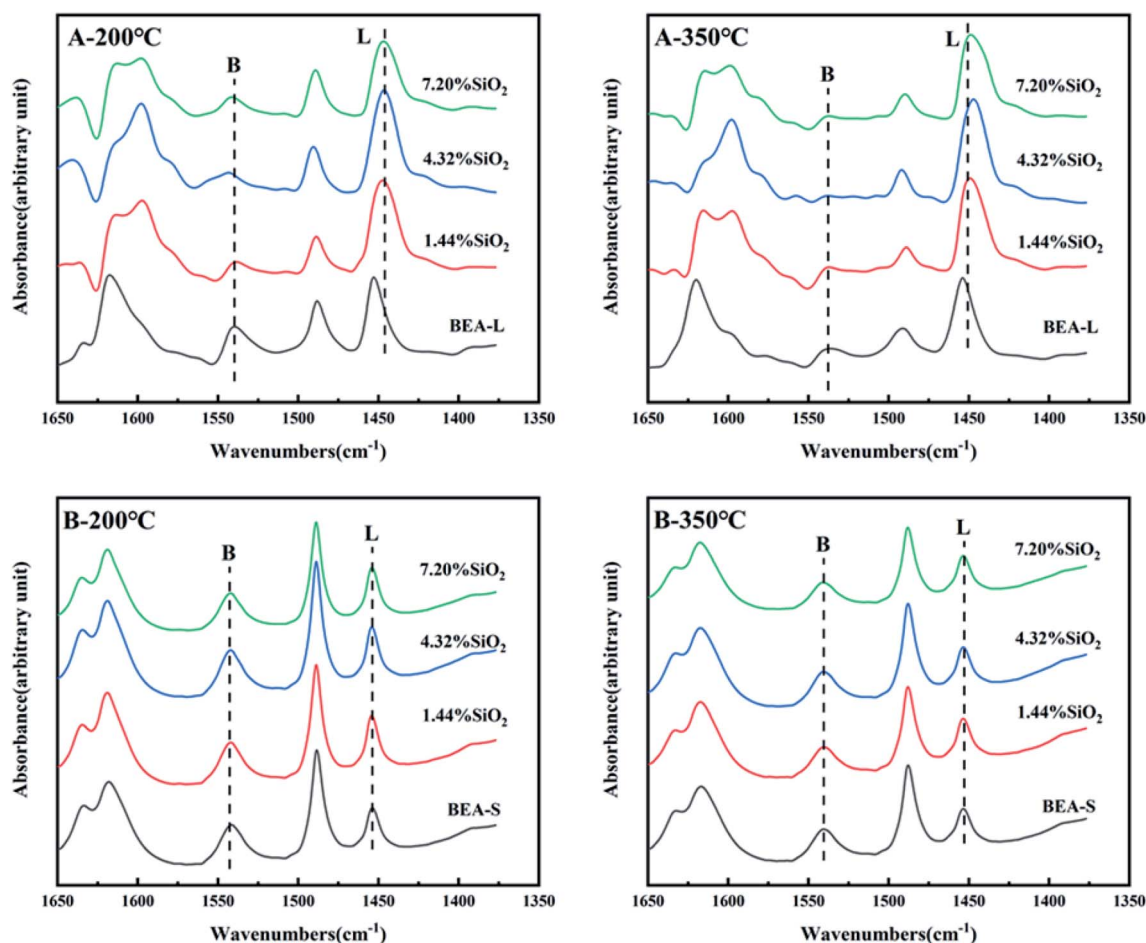 A-200°C
B
L
7.20%SiO₂
4.32%SiO₂
1.44%SiO₂
BEA-L
Absorbance(arbitrary unit)
1650 1600 1550 1500 1450 1400 1350
Wavenumbers(cm⁻¹)
A-350°C
B
L
7.20%SiO₂
4.32%SiO₂
1.44%SiO₂
BEA-L
Absorbance(arbitrary unit)
1650 1600 1550 1500 1450 1400 1350
Wavenumbers(cm⁻¹)
B-200°C
B
L
7.20%SiO₂
4.32%SiO₂
1.44%SiO₂
BEA-S
Absorbance(arbitrary unit)
1650 1600 1550 1500 1450 1400 1350
Wavenumbers(cm⁻¹)
B-350°C
B
L
7.20%SiO₂
4.32%SiO₂
1.44%SiO₂
BEA-S
Absorbance(arbitrary unit)
1650 1600 1550 1500 1450 1400 1350
Wavenumbers(cm⁻¹)